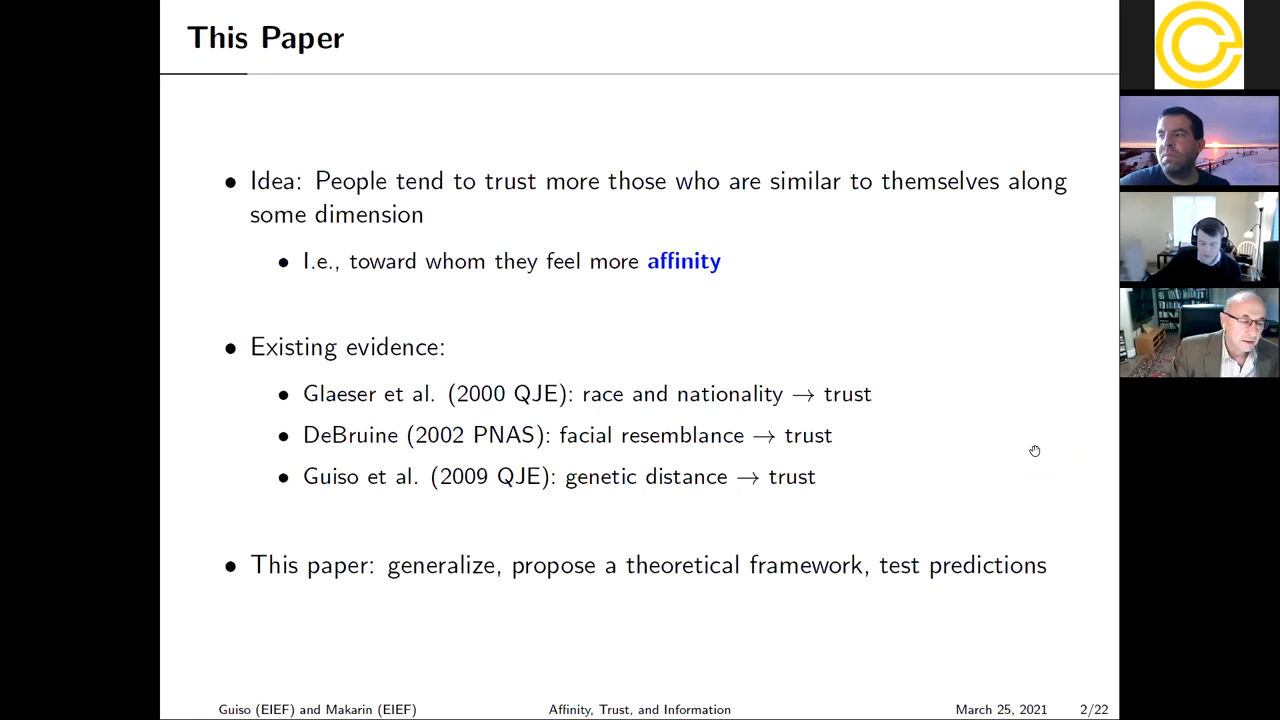 This Paper
• Idea: People tend to trust more those who are similar to themselves along
some dimension
• I.e., toward whom they feel more affinity
• Existing evidence:
• Glaeser et al. (2000 QJE): race and nationality → trust
• DeBruine (2002 PNAS): facial resemblance → trust
• Guiso et al. (2009 QJE): genetic distance → trust
• This paper: generalize, propose a theoretical framework, test predictions
Guiso (EIEF) and Makarin (EIEF) Affinity, Trust, and Information March 25, 2021 2/22